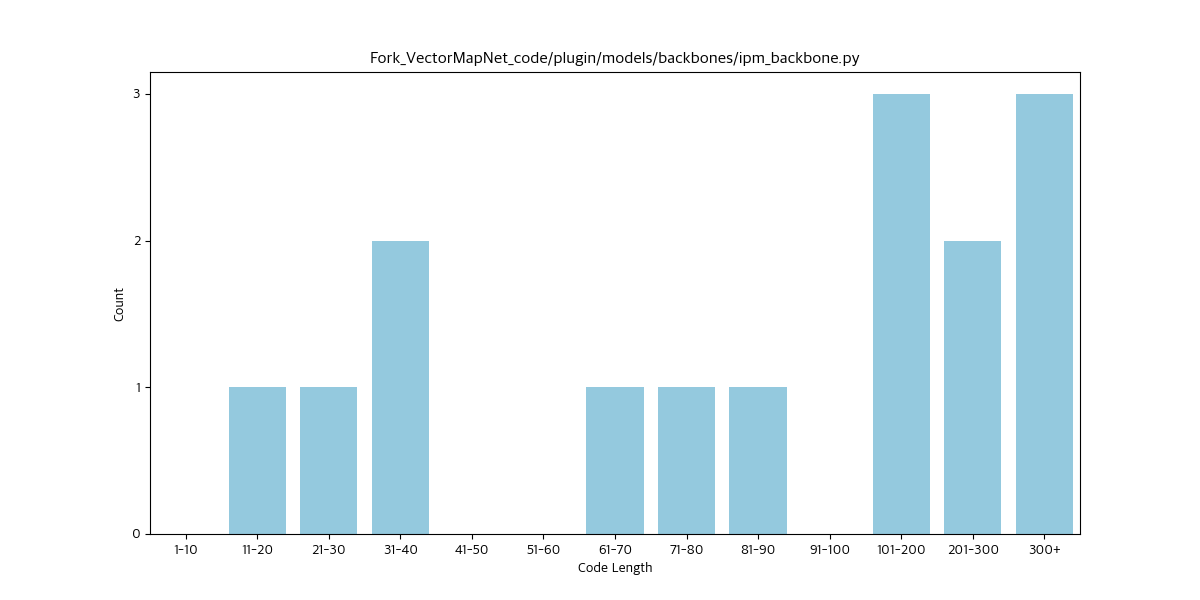 Fork_VectorMapNet_code/plugin/models/backbones/ipm_backbone.py
3
2
1
0
Count
1-10 11-20 21-30 31-40 41-50 51-60 61-70 71-80 81-90 91-100 101-200 201-300 300+
Code Length